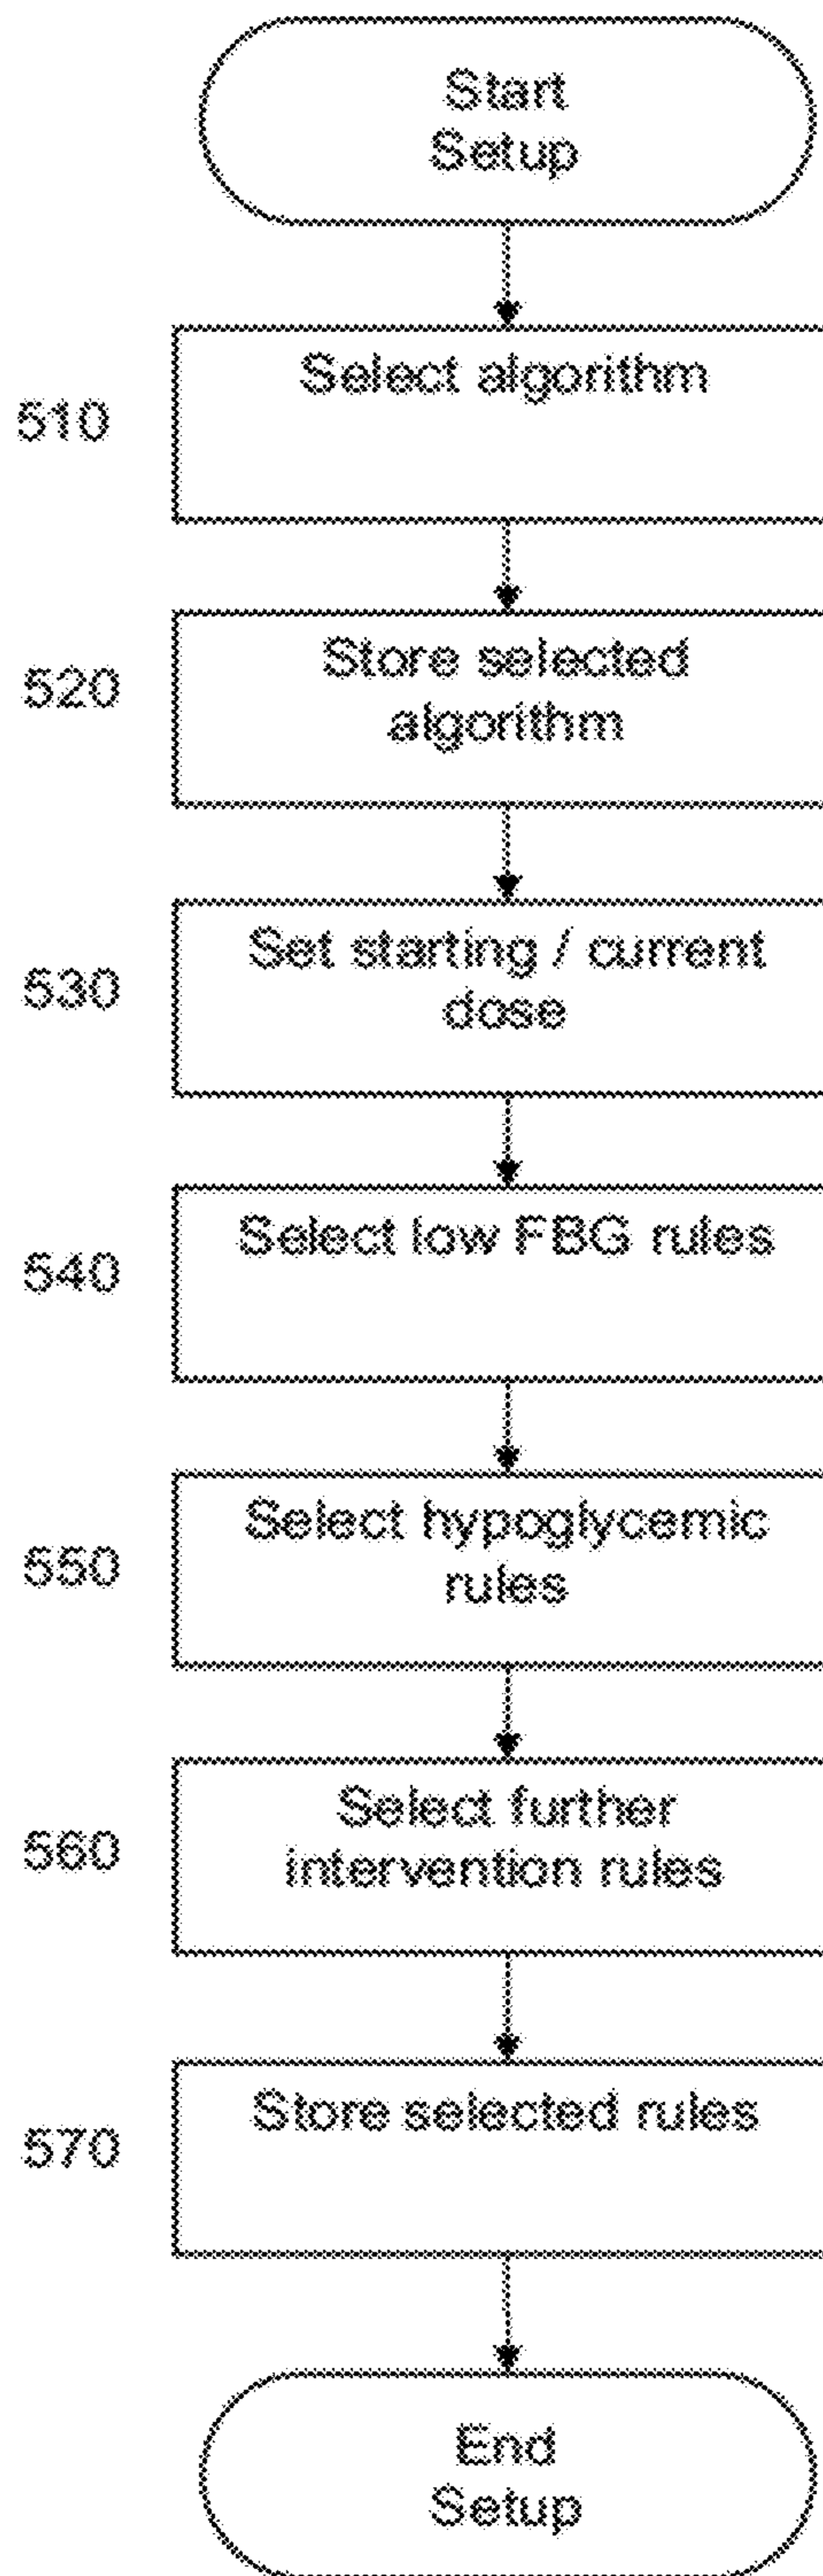 Start
Setup
510
Select algorithm
520
Store selected
algorithm
530
Set starting / current
dose
540
Select low FBG rules
550
Select hypoglycemic
rules
560
Select further
intervention rules
570
Store selected rules
End
Setup